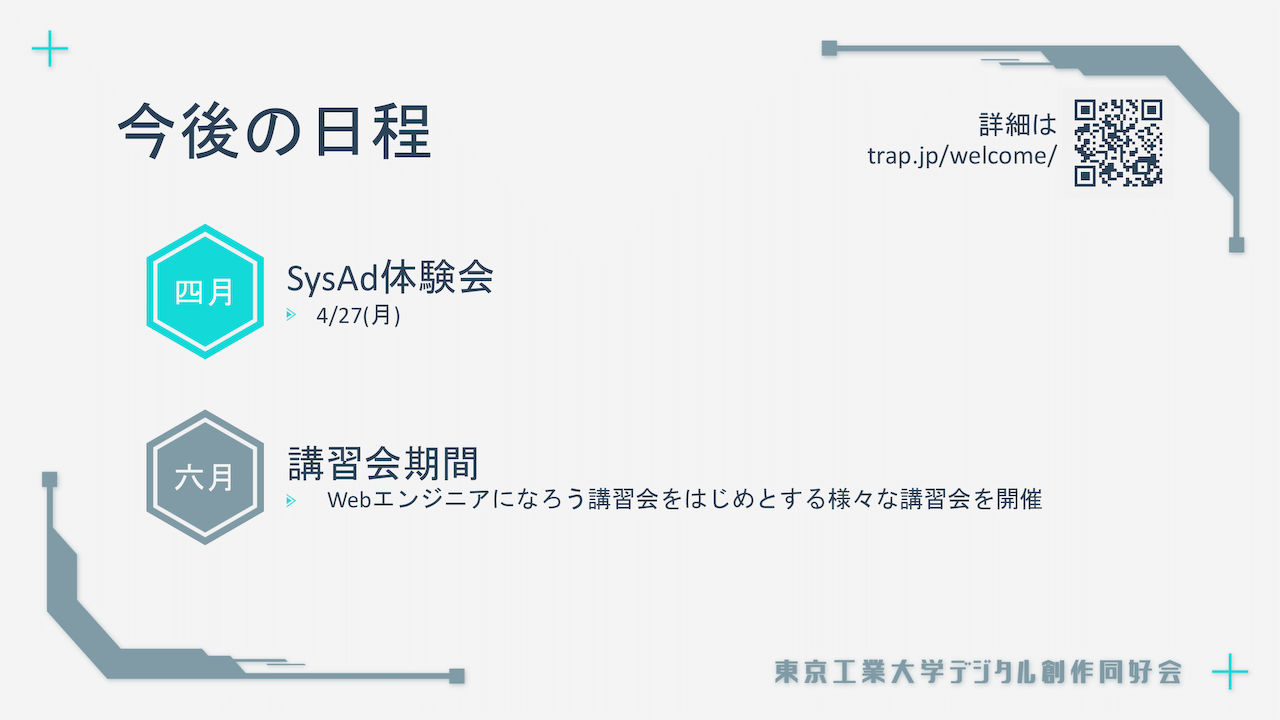 今後の日程
詳細は
trap.jp/welcome/
四月
SysAd体験会
4/27(月)
六月
講習会期間
Webエンジニアになろう講習会をはじめとする様々な講習会を開催
東京工業大学デジタル創作同好会